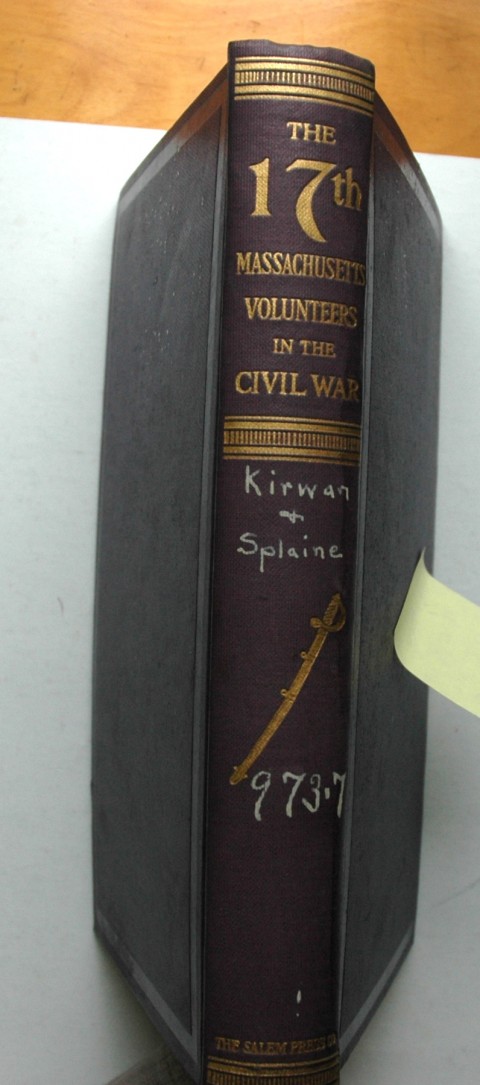 THE
17th
MASSACHUSETTS
VOLUNTEERS
IN THE
CIVIL WAR
Kirwan
+
Splaine
973.7
THE SALEM PRESS CO